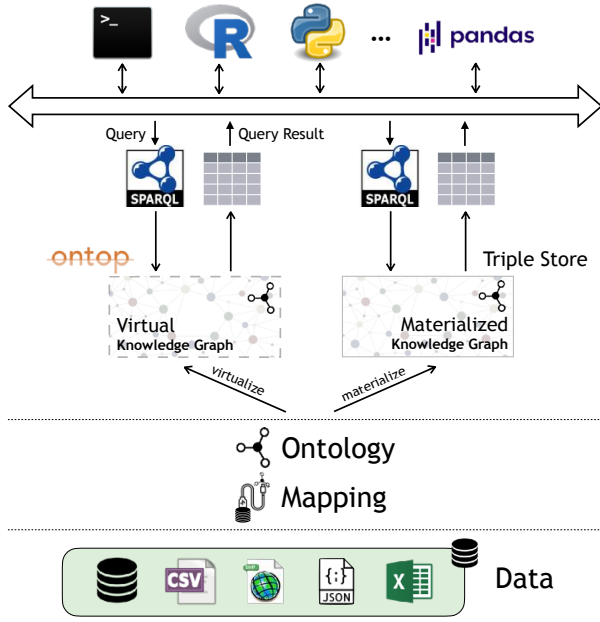 >_
R
...
pandas
Query
Query Result
SPARQL
SPARQL
ontop
Triple Store
Virtual
Knowledge Graph
Materialized
Knowledge Graph
virtualize
materialize
Ontology
Mapping
CSV
{;}
JSON
X
Data